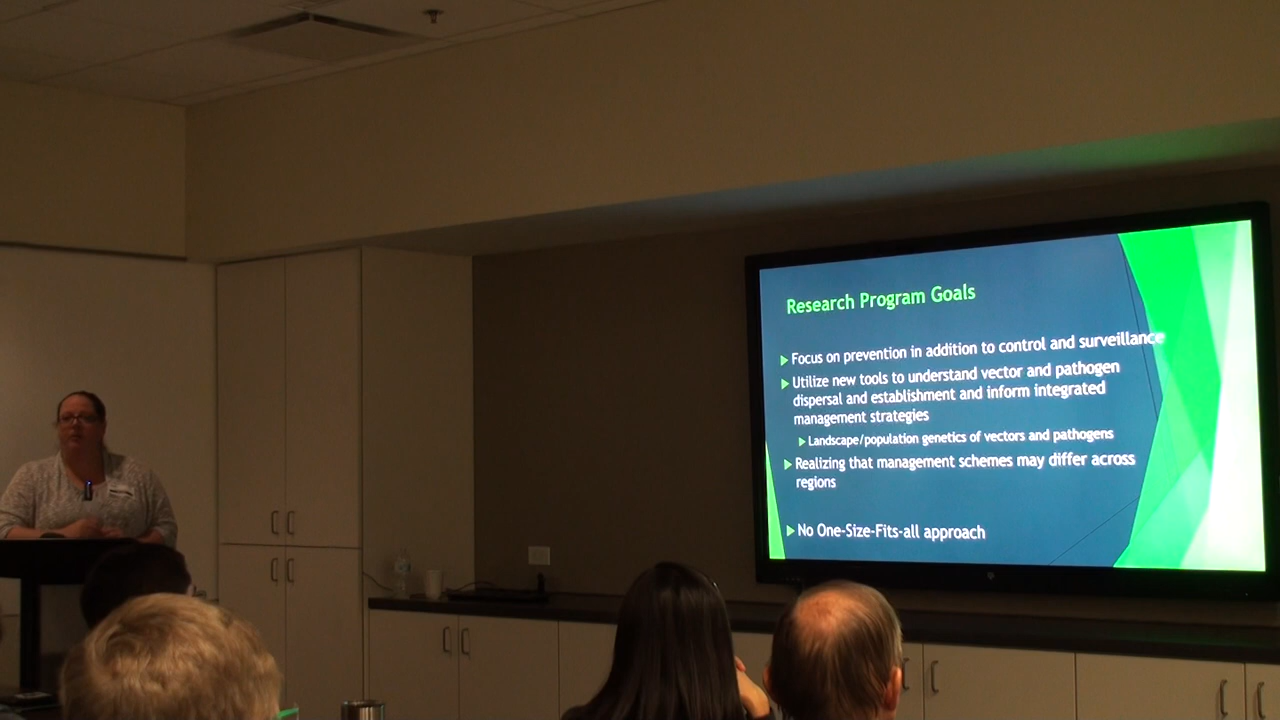 Research Program Goals
Focus on prevention in addition to control and surveillance
Utilize new tools to understand vector and pathogen
dispersal and establishment and inform integrated
management strategies
Landscape/population genetics of vectors and pathogens
Realizing that management schemes may differ across
regions
No One-Size-Fits-all approach